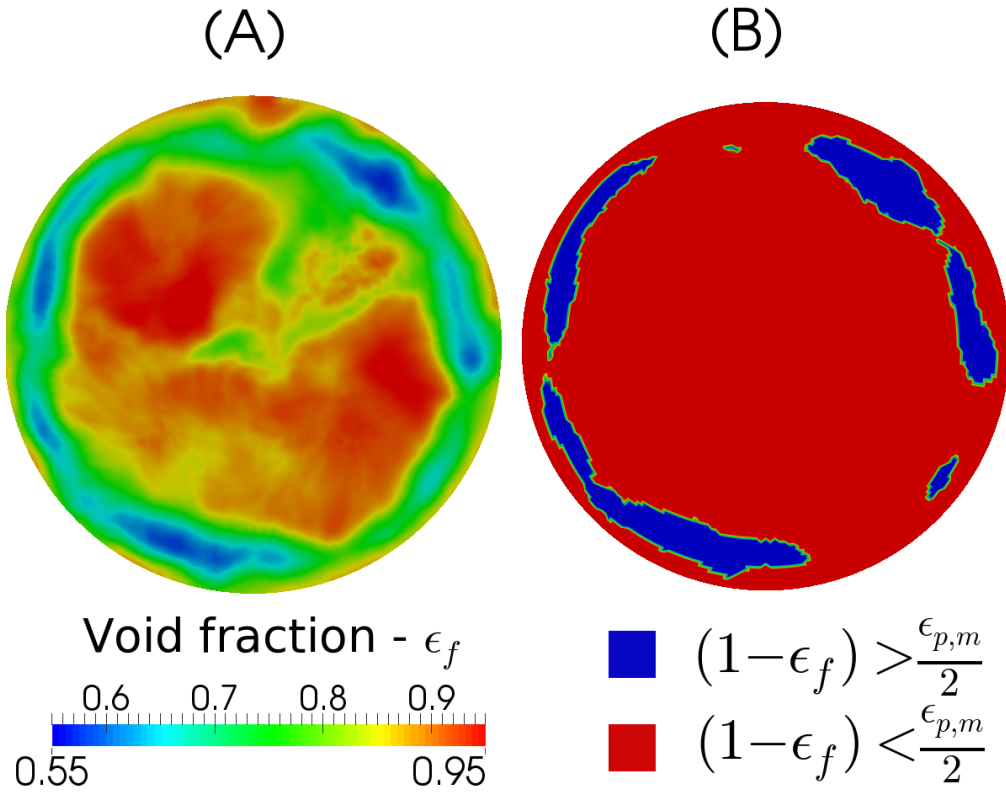 (A)
(B)
Void fraction - ϵ_f
0.6 0.7 0.8 0.9
0.55 0.95
(1−ϵ_f) > ϵ_{p,m}/2
(1−ϵ_f) < ϵ_{p,m}/2